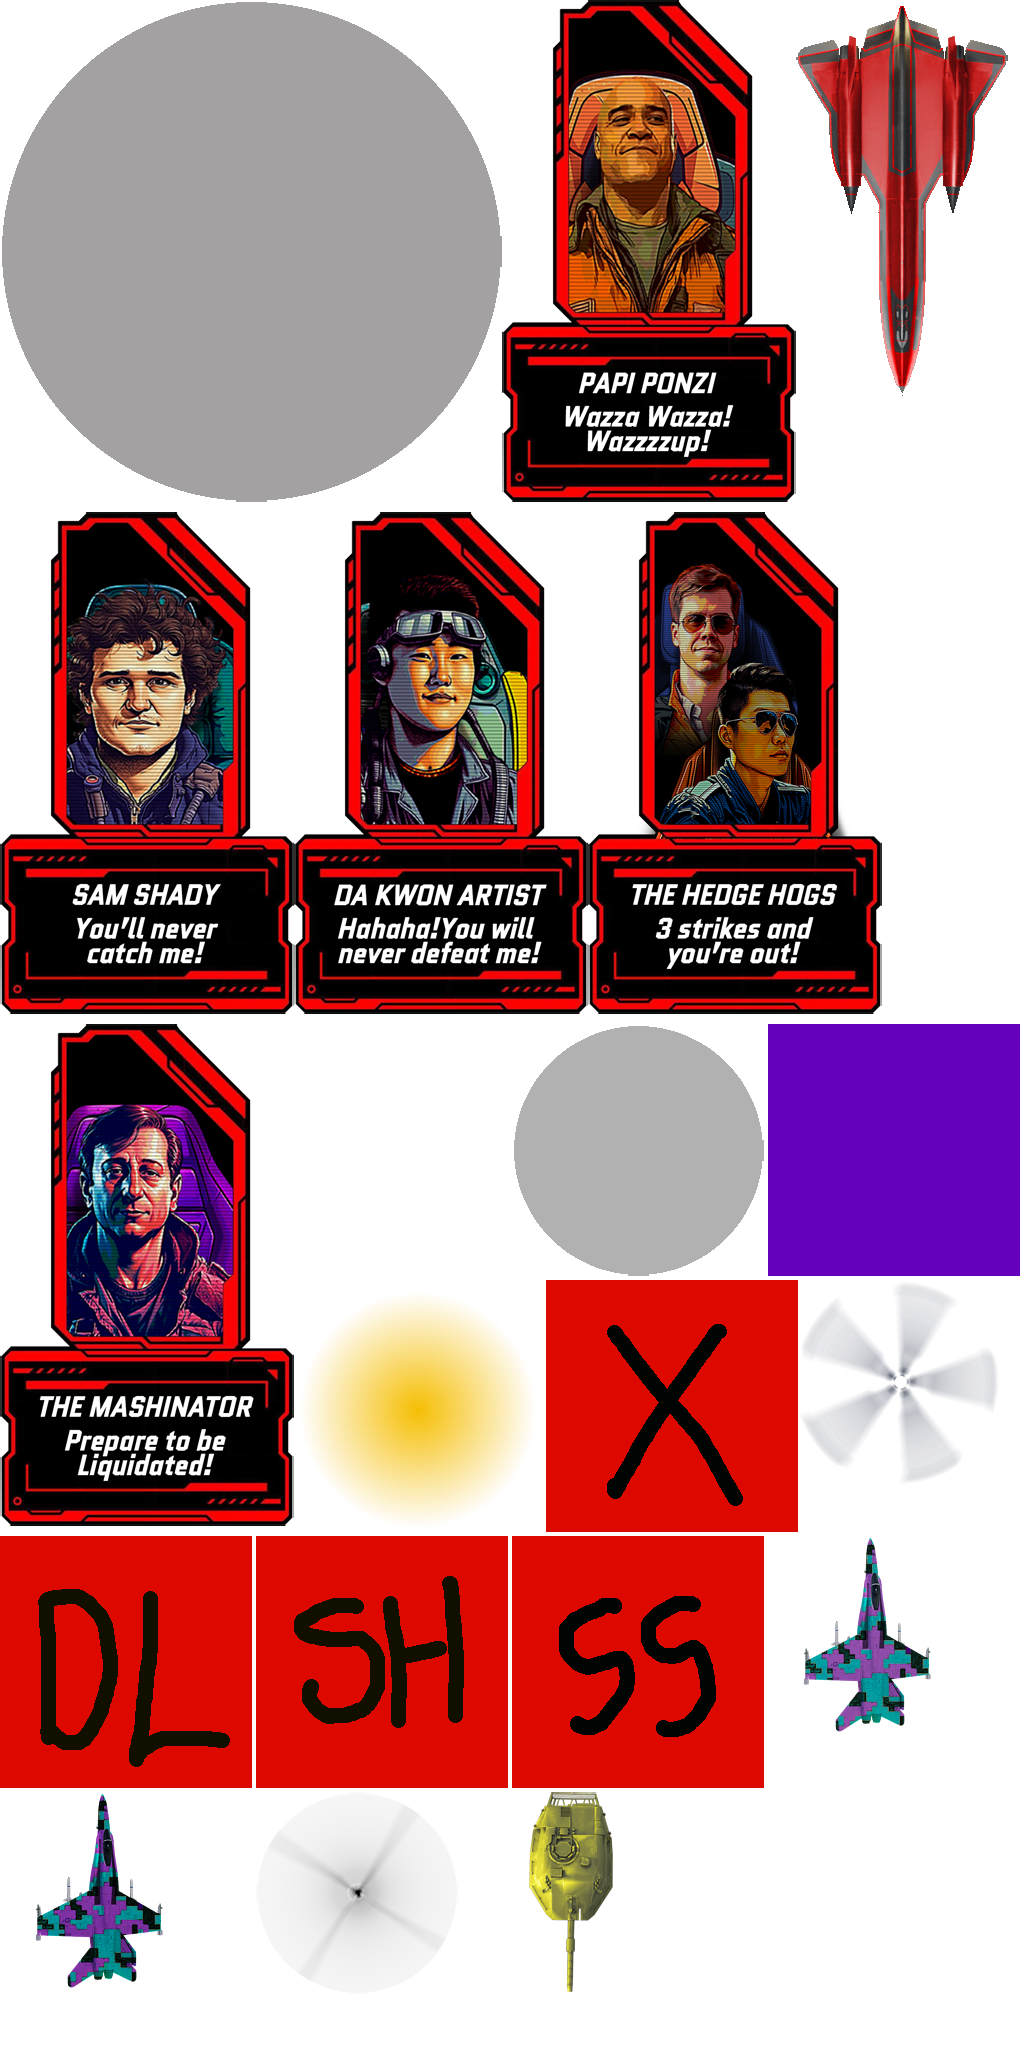 PAPI PONZI
Wazza Wazza!
Wazzzzup!
SAM SHADY
You'll never
catch me!
DA KWON ARTIST
Hahaha!You will
never defeat me!
THE HEDGE HOGS
3 strikes and
you're out!
THE MASHINATOR
Prepare to be
Liquidated!
X
DL
SH
SS